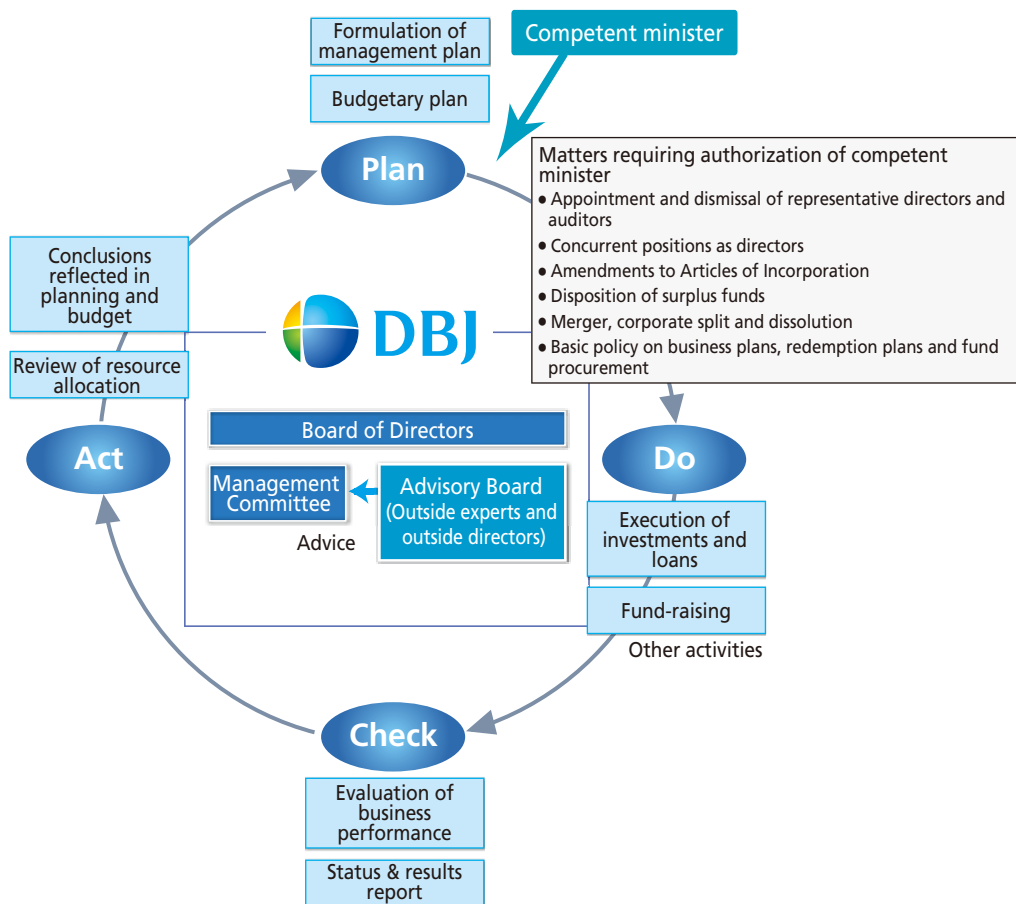 Formulation of
management plan
Competent minister
Budgetary plan
Plan
Matters requiring authorization of competent
minister
• Appointment and dismissal of representative directors and
auditors
• Concurrent positions as directors
• Amendments to Articles of Incorporation
• Disposition of surplus funds
• Merger, corporate split and dissolution
• Basic policy on business plans, redemption plans and fund
procurement
Conclusions
reflected in
planning and
budget
Review of resource
allocation
DBJ
Board of Directors
Management
Committee
Advisory Board
(Outside experts and
outside directors)
Advice
Act
Do
Execution of
investments and
loans
Fund-raising
Other activities
Check
Evaluation of
business
performance
Status & results
report